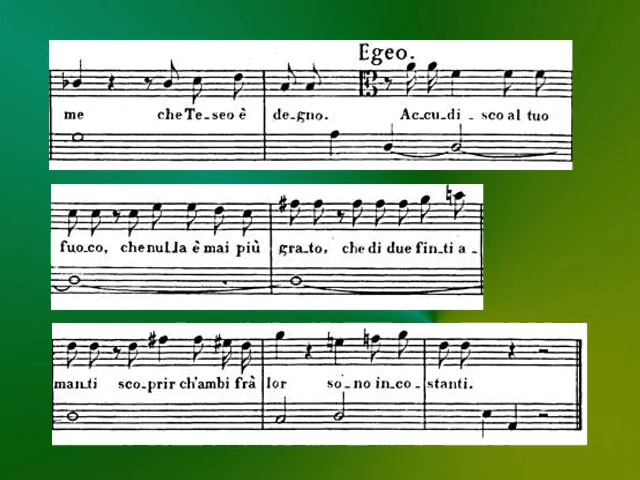 Egeo.
me che Te_seo è de_gno. Ac_cu_di_sco al tuo
fuo_co, che nul_la è mai più gra_to, che di due fin_ti a_
man_ti sco_prir ch'ambi frà lor so_no in_co_stanti.